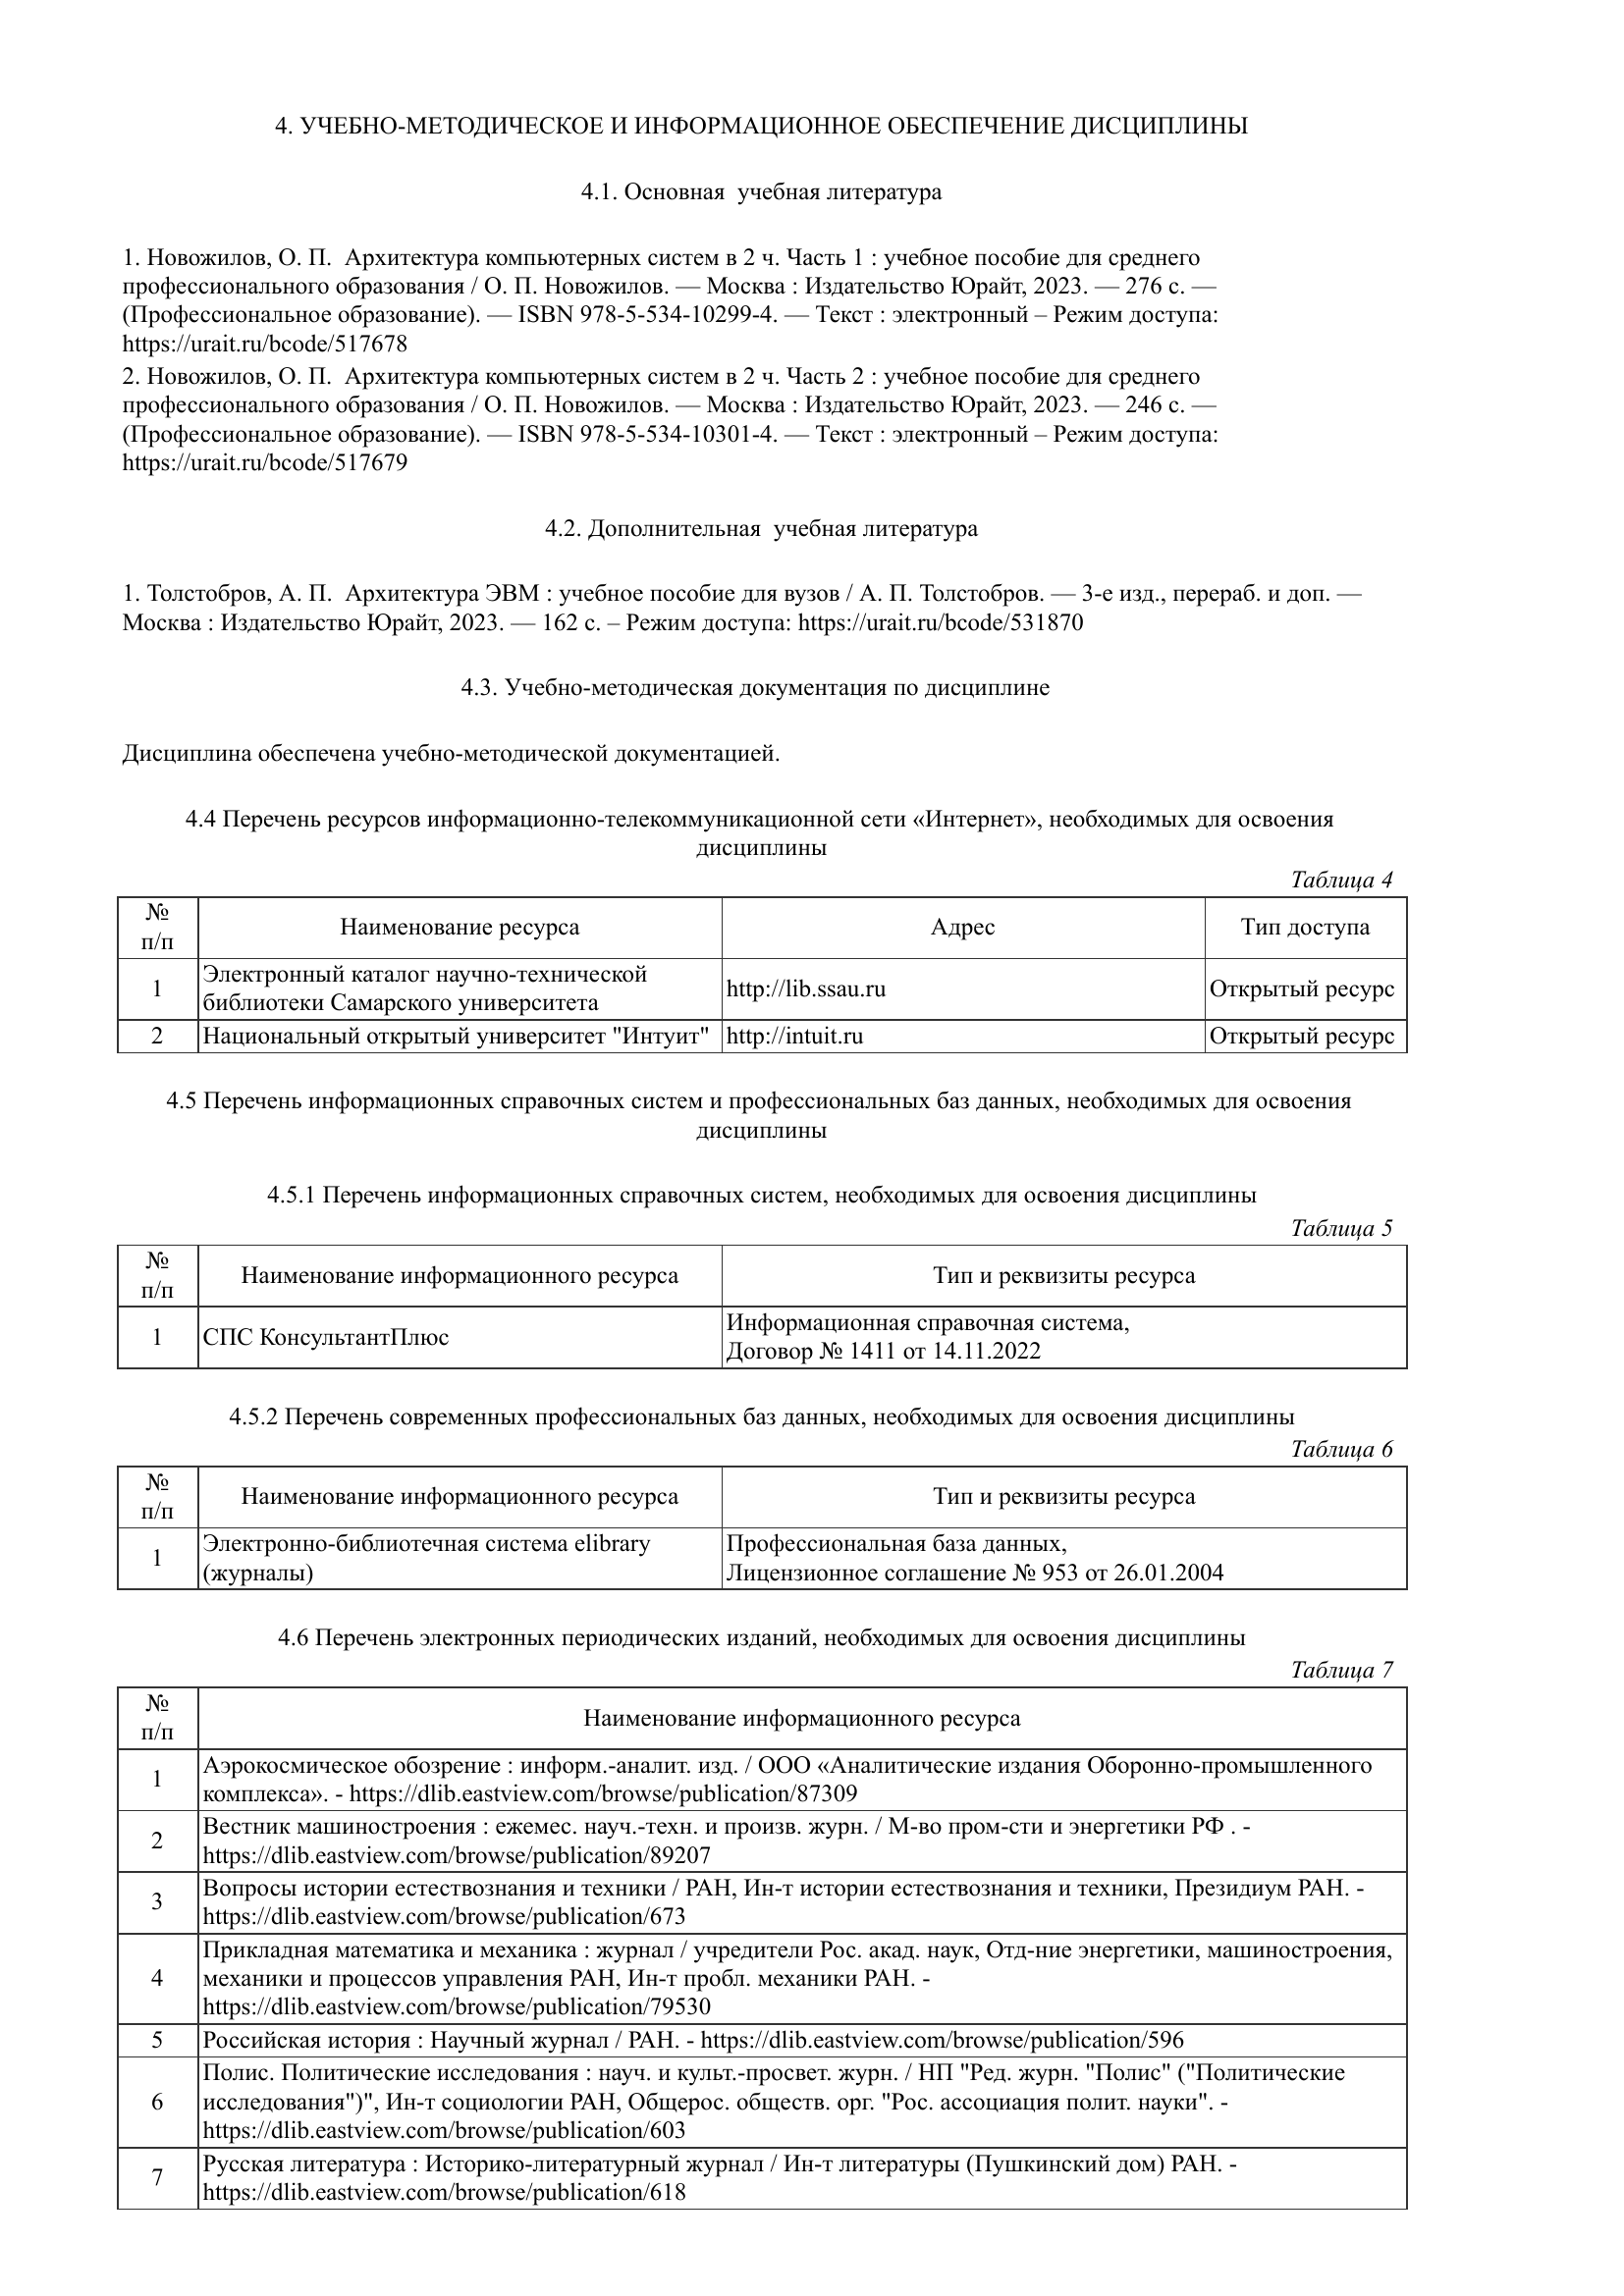 4. УЧЕБНО-МЕТОДИЧЕСКОЕ И ИНФОРМАЦИОННОЕ ОБЕСПЕЧЕНИЕ ДИСЦИПЛИНЫ
4.1. Основная учебная литература
1. Новожилов, О. П. Архитектура компьютерных систем в 2 ч. Часть 1 : учебное пособие для среднего
профессионального образования / О. П. Новожилов. — Москва : Издательство Юрайт, 2023. — 276 с. —
(Профессиональное образование). — ISBN 978-5-534-10299-4. — Текст : электронный – Режим доступа:
https://urait.ru/bcode/517678
2. Новожилов, О. П. Архитектура компьютерных систем в 2 ч. Часть 2 : учебное пособие для среднего
профессионального образования / О. П. Новожилов. — Москва : Издательство Юрайт, 2023. — 246 с. —
(Профессиональное образование). — ISBN 978-5-534-10301-4. — Текст : электронный – Режим доступа:
https://urait.ru/bcode/517679
4.2. Дополнительная учебная литература
1. Толстобров, А. П. Архитектура ЭВМ : учебное пособие для вузов / А. П. Толстобров. — 3-е изд., перераб. и доп. —
Москва : Издательство Юрайт, 2023. — 162 с. – Режим доступа: https://urait.ru/bcode/531870
4.3. Учебно-методическая документация по дисциплине
Дисциплина обеспечена учебно-методической документацией.
4.4 Перечень ресурсов информационно-телекоммуникационной сети «Интернет», необходимых для освоения
дисциплины
Таблица 4
№
п/п
Наименование ресурса
Адрес
Тип доступа
1
Электронный каталог научно-технической
библиотеки Самарского университета
http://lib.ssau.ru
Открытый ресурс
2
Национальный открытый университет "Интуит"
http://intuit.ru
Открытый ресурс
4.5 Перечень информационных справочных систем и профессиональных баз данных, необходимых для освоения
дисциплины
4.5.1 Перечень информационных справочных систем, необходимых для освоения дисциплины
Таблица 5
№
п/п
Наименование информационного ресурса
Тип и реквизиты ресурса
1
СПС КонсультантПлюс
Информационная справочная система,
Договор № 1411 от 14.11.2022
4.5.2 Перечень современных профессиональных баз данных, необходимых для освоения дисциплины
Таблица 6
№
п/п
Наименование информационного ресурса
Тип и реквизиты ресурса
1
Электронно-библиотечная система elibrary
(журналы)
Профессиональная база данных,
Лицензионное соглашение № 953 от 26.01.2004
4.6 Перечень электронных периодических изданий, необходимых для освоения дисциплины
Таблица 7
№
п/п
Наименование информационного ресурса
1
Аэрокосмическое обозрение : информ.-аналит. изд. / ООО «Аналитические издания Оборонно-промышленного
комплекса». - https://dlib.eastview.com/browse/publication/87309
2
Вестник машиностроения : ежемес. науч.-техн. и произв. журн. / М-во пром-сти и энергетики РФ . -
https://dlib.eastview.com/browse/publication/89207
3
Вопросы истории естествознания и техники / РАН, Ин-т истории естествознания и техники, Президиум РАН. -
https://dlib.eastview.com/browse/publication/673
4
Прикладная математика и механика : журнал / учредители Рос. акад. наук, Отд-ние энергетики, машиностроения,
механики и процессов управления РАН, Ин-т пробл. механики РАН. -
https://dlib.eastview.com/browse/publication/79530
5
Российская история : Научный журнал / РАН. - https://dlib.eastview.com/browse/publication/596
6
Полис. Политические исследования : науч. и культ.-просвет. журн. / НП "Ред. журн. "Полис" ("Политические
исследования")", Ин-т социологии РАН, Общерос. обществ. орг. "Рос. ассоциация полит. науки". -
https://dlib.eastview.com/browse/publication/603
7
Русская литература : Историко-литературный журнал / Ин-т литературы (Пушкинский дом) РАН. -
https://dlib.eastview.com/browse/publication/618